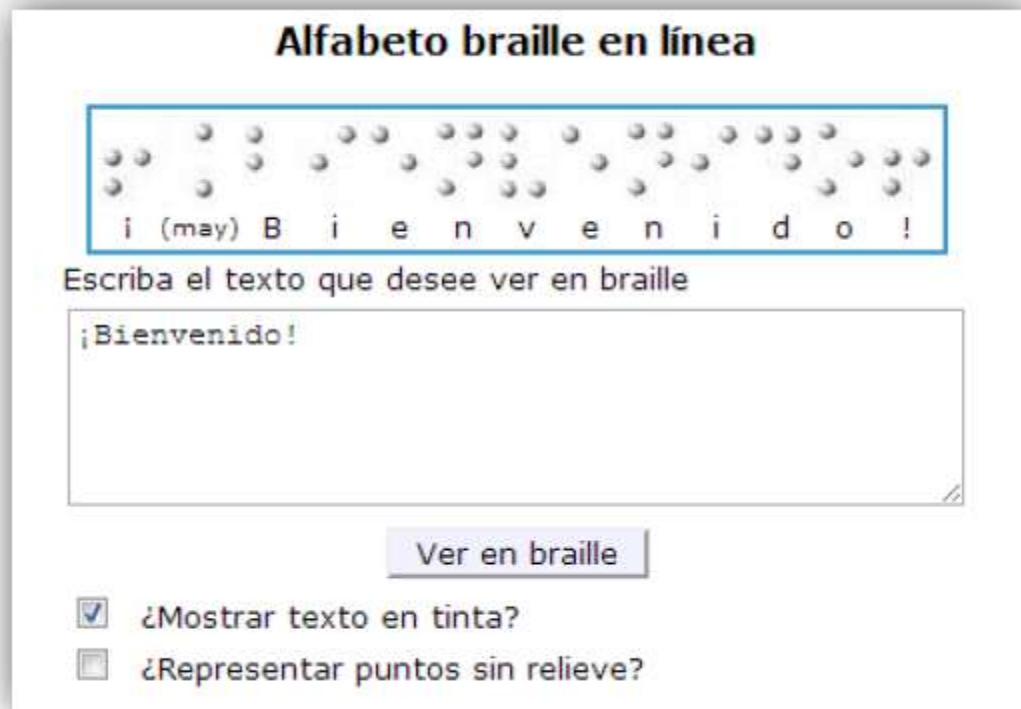 Alfabeto braille en línea
⠖ ⠨ ⠃ ⠊ ⠑ ⠝ ⠧ ⠑ ⠝ ⠊ ⠙ ⠕ ⠖
¡ (may) B i e n v e n i d o !
Escriba el texto que desee ver en braille
¡Bienvenido!
Ver en braille
¿Mostrar texto en tinta?
¿Representar puntos sin relieve?